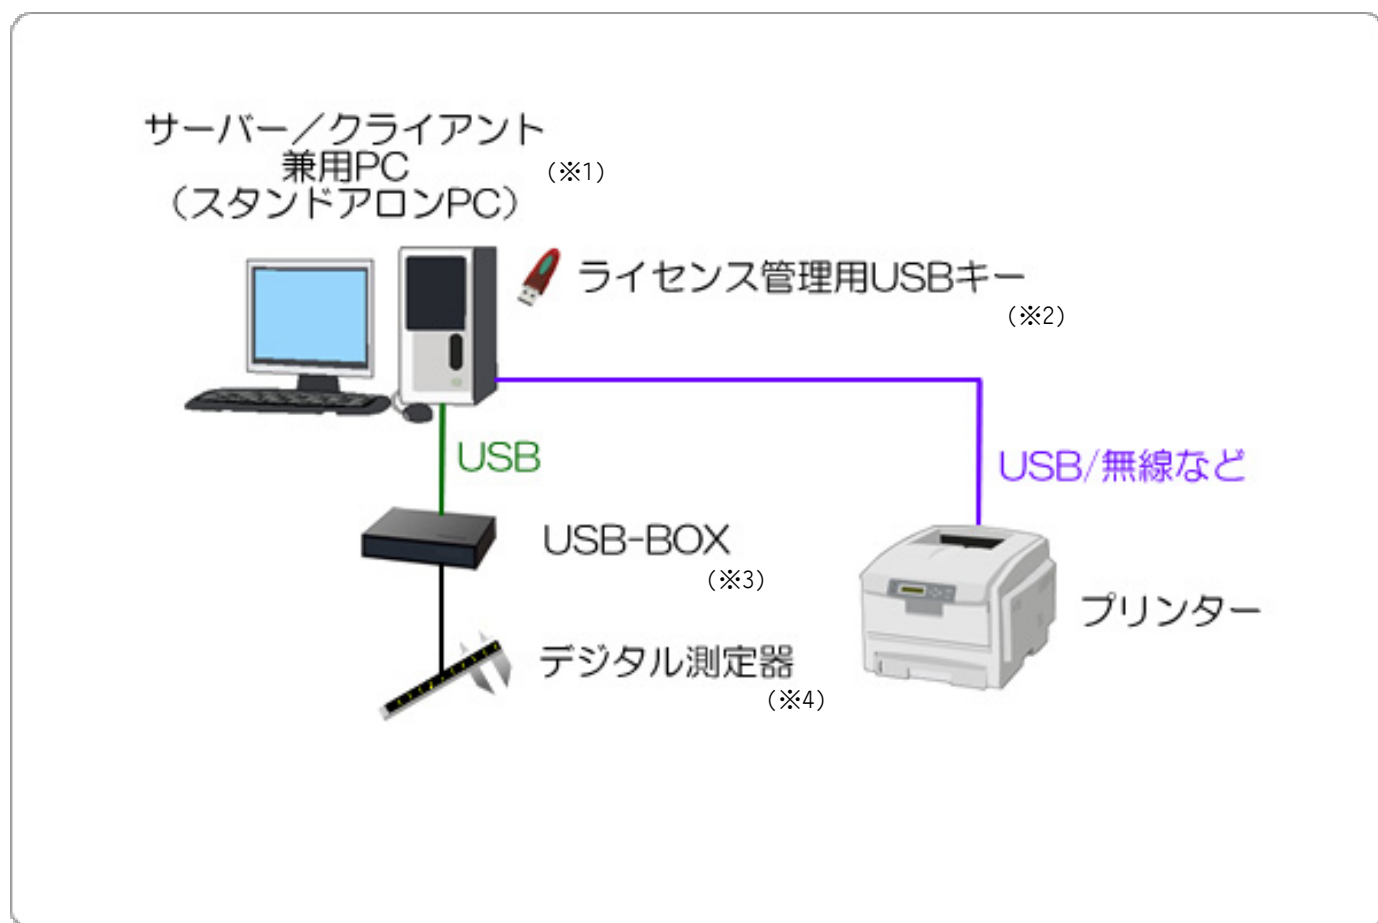 サーバー／クライアント
兼用PC
（スタンドアロンPC）
（※1）
ライセンス管理用USBキー
（※2）
USB
USB/無線など
USB-BOX
（※3）
プリンター
デジタル測定器
（※4）